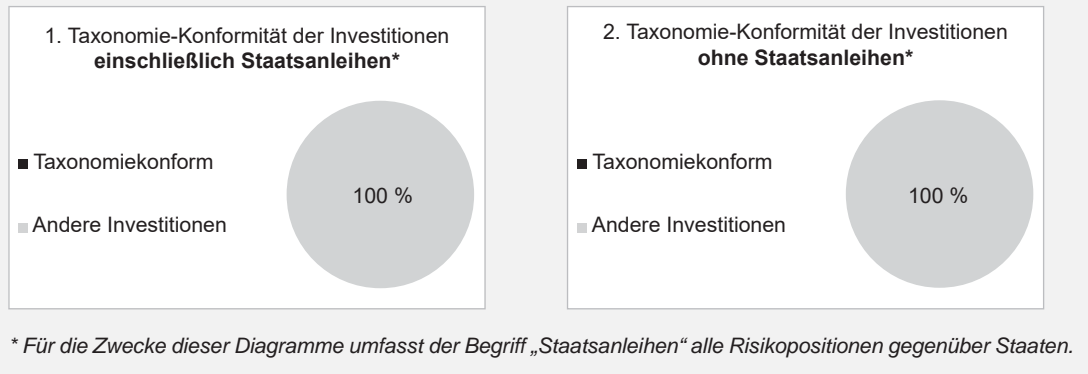 1. Taxonomie-Konformität der Investitionen
einschließlich Staatsanleihen*
Taxonomiekonform
100 %
Andere Investitionen
2. Taxonomie-Konformität der Investitionen
ohne Staatsanleihen*
Taxonomiekonform
100 %
Andere Investitionen
* Für die Zwecke dieser Diagramme umfasst der Begriff „Staatsanleihen“ alle Risikopositionen gegenüber Staaten.